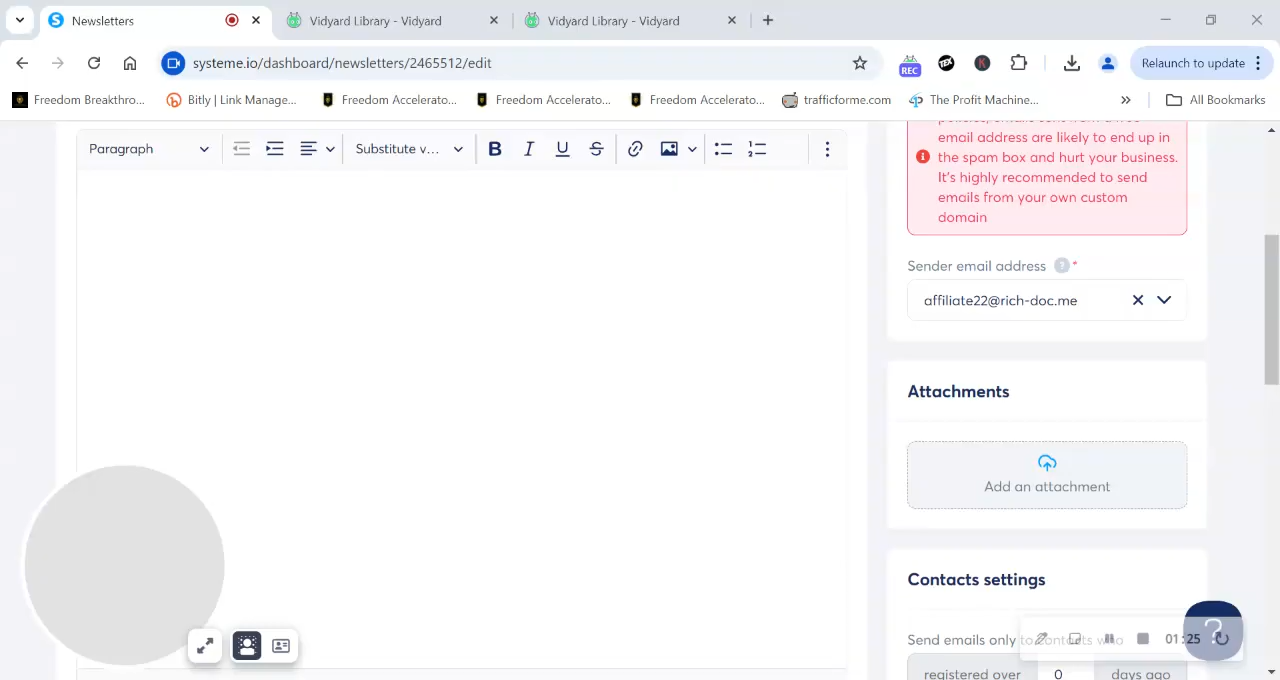 Newsletters
Vidyard Library - Vidyard
Vidyard Library - Vidyard
systeme.io/dashboard/newsletters/2465512/edit
REC
TEX
K
Relaunch to update
Freedom Breakthro...
Bitly | Link Manage...
Freedom Accelerato...
Freedom Accelerato...
Freedom Accelerato...
trafficforme.com
The Profit Machine...
All Bookmarks
Paragraph
Substitute v...
B I U S
email address are likely to end up in
the spam box and hurt your business.
It's highly recommended to send
emails from your own custom
domain
Sender email address ? *
affiliate22@rich-doc.me
Attachments
Add an attachment
Contacts settings
Send emails only to contacts who
01:25
registered over 0 days ago